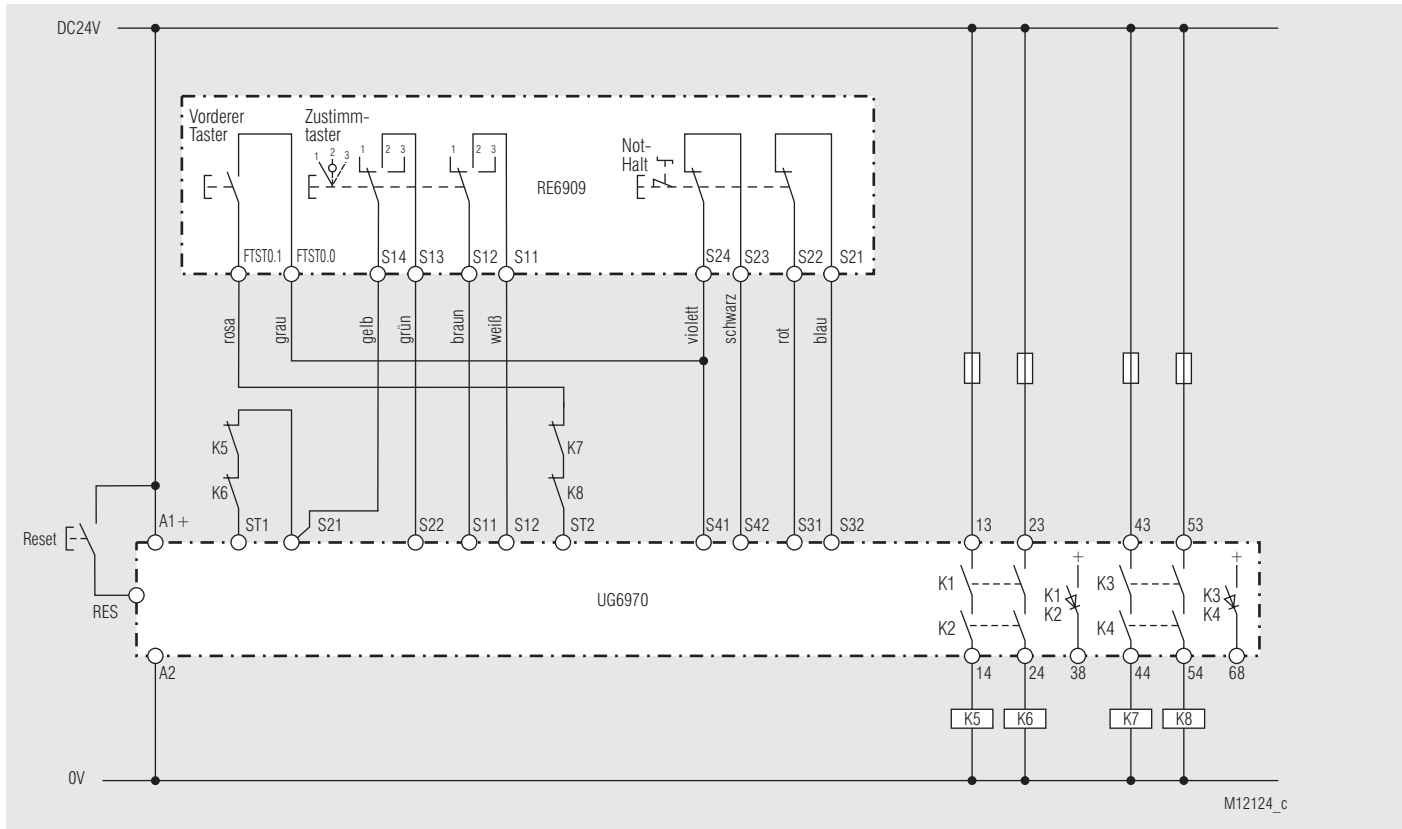 DC24V
Vorderer
Taster
Zustimm-
taster
1 2 3
1 2 3
1 2 3
Not-
Halt
RE6909
FTST0.1 FTST0.0 S14 S13 S12 S11 S24 S23 S22 S21
rosa grau gelb grün braun weiß violett schwarz rot blau
K5 K7
K6 K8
Reset
A1+ ST1 S21 S22 S11 S12 ST2 S41 S42 S31 S32 13 23 43 53
+ +
K1 K1 K3 K3
K2 K4
RES
UG6970
K2 K4
A2 14 24 38 44 54 68
K5 K6 K7 K8
0V
M12124_c